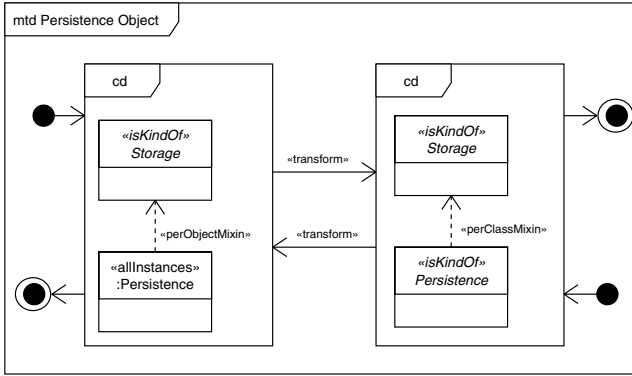 mtd Persistence Object
cd
«isKindOf»
Storage
«perObjectMixin»
«allInstances»
:Persistence
«transform»
«transform»
cd
«isKindOf»
Storage
«perClassMixin»
«isKindOf»
Persistence